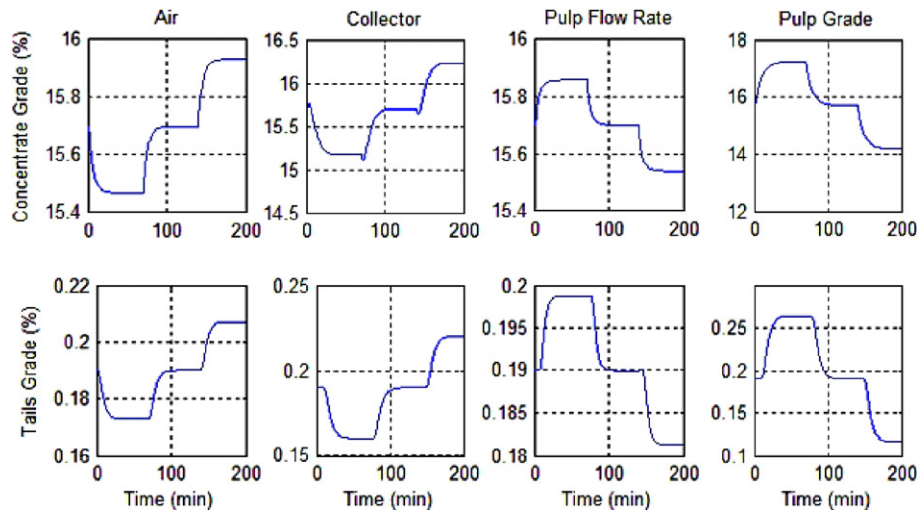 Air Collector Pulp Flow Rate Pulp Grade
Concentrate Grade (%)
16 16.5 16 18
15.8 16 15.8 16
15.5
15.6 15 15.6 14
15.4 14.5 15.4 12
0 100 200 0 100 200 0 100 200 0 100 200
Tails Grade (%)
0.22 0.25 0.2
0.195 0.25
0.2 0.2 0.19 0.2
0.18 0.185 0.15
0.16 0.15 0.18 0.1
0 100 200 0 100 200 0 100 200 0 100 200
Time (min) Time (min) Time (min) Time (min)